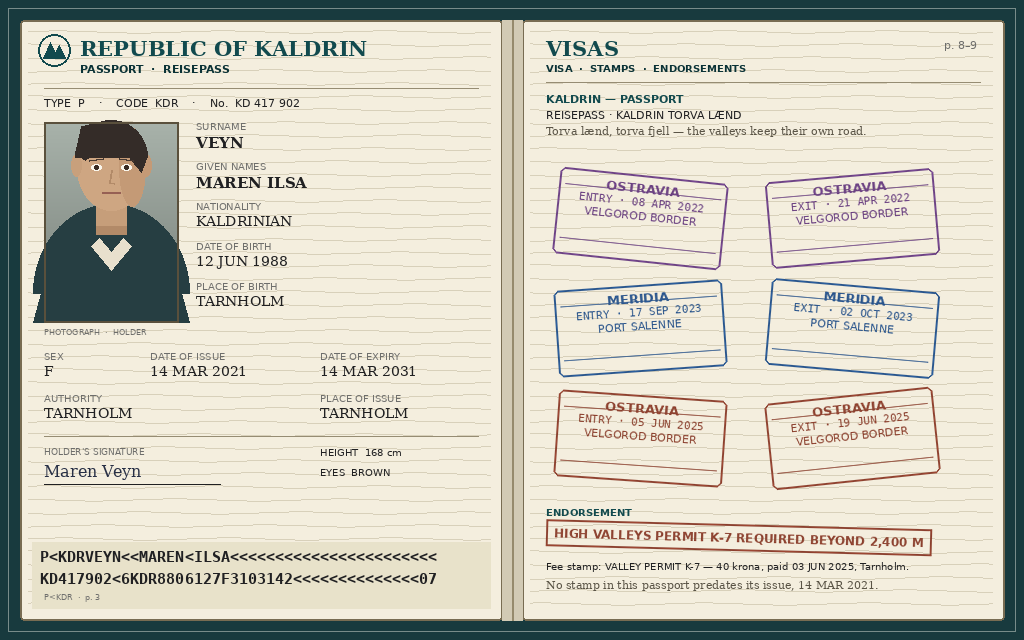 REPUBLIC OF KALDRIN
PASSPORT · REISEPASS
TYPE P · CODE KDR · No. KD 417 902
SURNAME
VEYN
GIVEN NAMES
MAREN ILSA
NATIONALITY
KALDRINIAN
DATE OF BIRTH
12 JUN 1988
PLACE OF BIRTH
TARNHOLM
PHOTOGRAPH · HOLDER
SEX DATE OF ISSUE DATE OF EXPIRY
F 14 MAR 2021 14 MAR 2031
AUTHORITY PLACE OF ISSUE
TARNHOLM TARNHOLM
HOLDER'S SIGNATURE HEIGHT 168 cm
Maren Veyn EYES BROWN
P<KDRVEYN<<MAREN<ILSA<<<<<<<<<<<<<<<<<<<<<<<
KD417902<6KDR8806127F3103142<<<<<<<<<<<<<<07
P<KDR · p. 3
VISAS p. 8–9
VISA · STAMPS · ENDORSEMENTS
KALDRIN — PASSPORT
REISEPASS · KALDRIN TORVA LÆND
Torva lænd, torva fjell — the valleys keep their own road.
OSTRAVIA
ENTRY · 08 APR 2022
VELGOROD BORDER
OSTRAVIA
EXIT · 21 APR 2022
VELGOROD BORDER
MERIDIA
ENTRY · 17 SEP 2023
PORT SALENNE
MERIDIA
EXIT · 02 OCT 2023
PORT SALENNE
OSTRAVIA
ENTRY · 05 JUN 2025
VELGOROD BORDER
OSTRAVIA
EXIT · 19 JUN 2025
VELGOROD BORDER
ENDORSEMENT
HIGH VALLEYS PERMIT K-7 REQUIRED BEYOND 2,400 M
Fee stamp: VALLEY PERMIT K-7 — 40 krona, paid 03 JUN 2025, Tarnholm.
No stamp in this passport predates its issue, 14 MAR 2021.